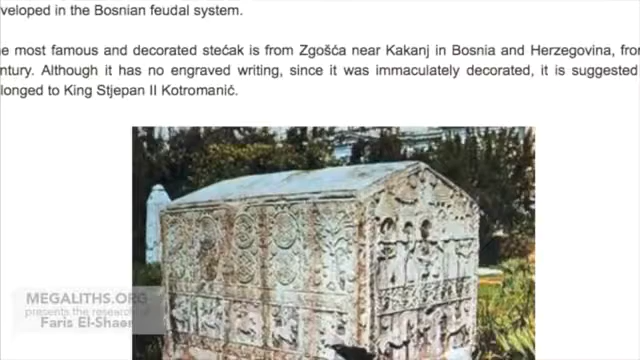 veloped in the Bosnian feudal system.
e most famous and decorated stećak is from Zgošća near Kakanj in Bosnia and Herzegovina, from
ntury. Although it has no engraved writing, since it was immaculately decorated, it is suggested
longed to King Stjepan II Kotromanić.
MEGALITHS.ORG
presents the research of
Faris El-Shaer